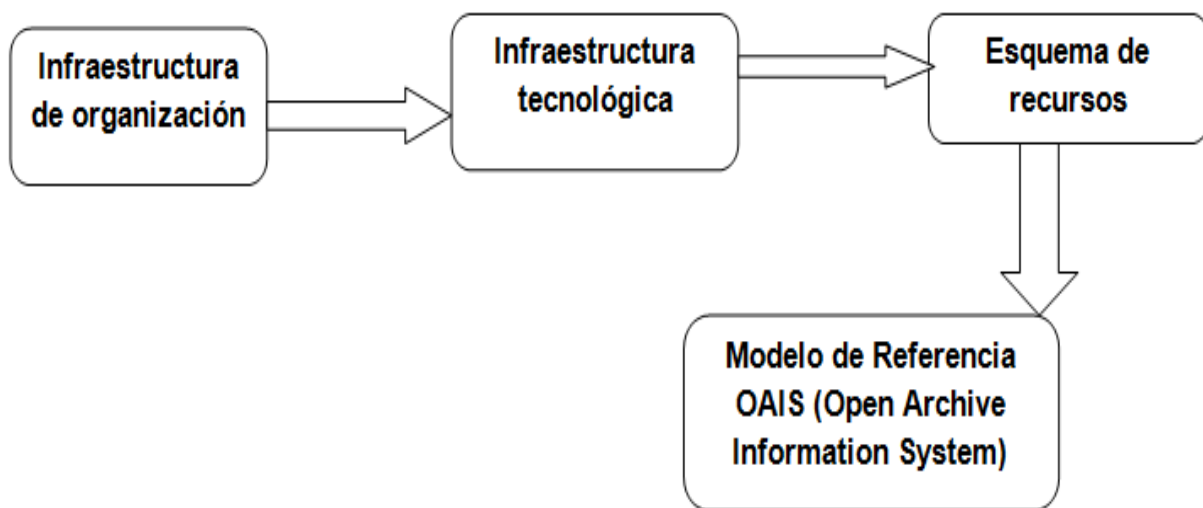 Infraestructura
de organización
Infraestructura
tecnológica
Esquema de
recursos
Modelo de Referencia
OAIS (Open Archive
Information System)